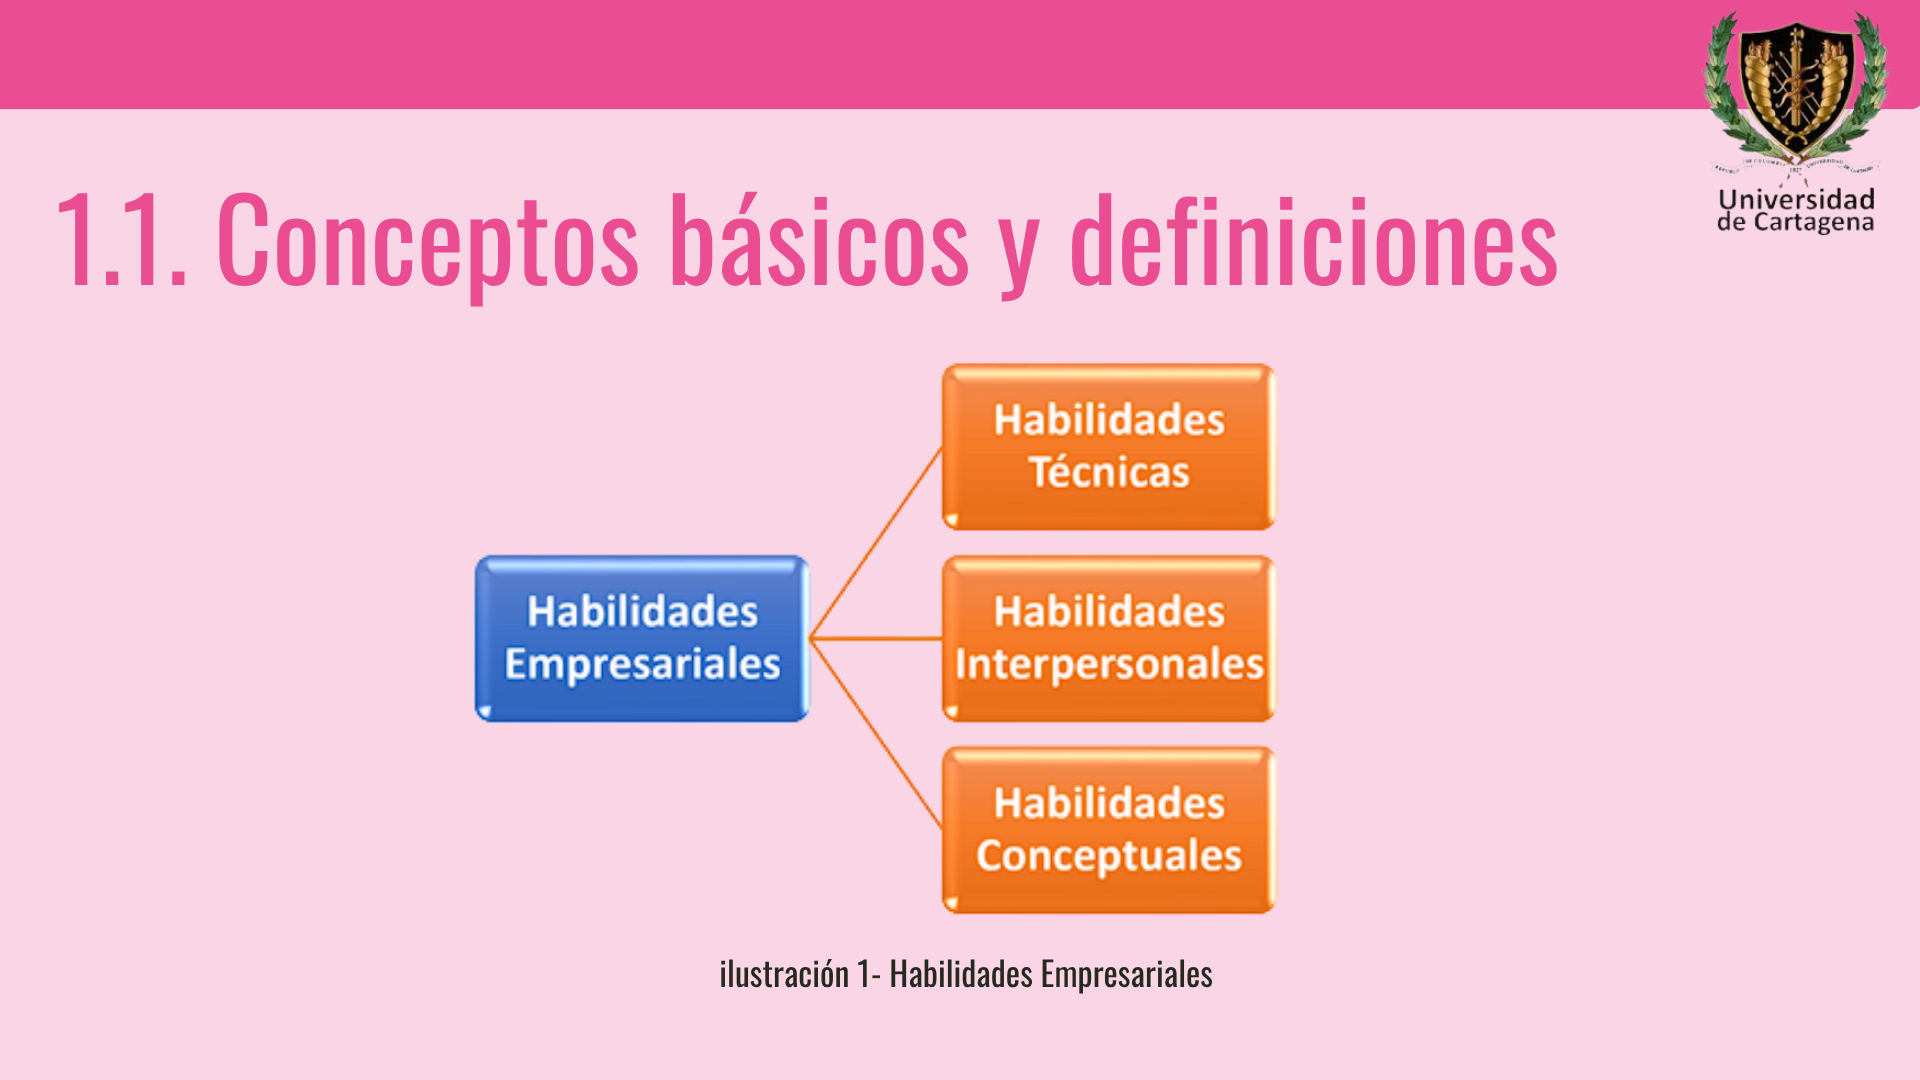 Universidad
de Cartagena
1.1. Conceptos básicos y definiciones
Habilidades
Técnicas
Habilidades
Empresariales
Habilidades
Interpersonales
Habilidades
Conceptuales
ilustración 1- Habilidades Empresariales